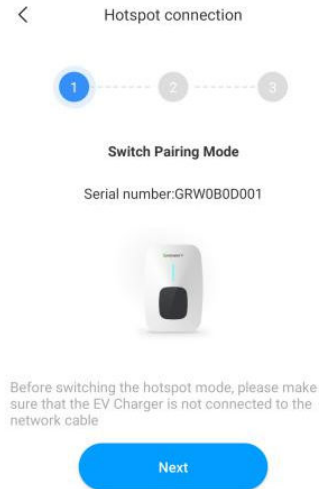 Hotspot connection
1
2
3
Switch Pairing Mode
Serial number:GRW0B0D001
Before switching the hotspot mode, please make
sure that the EV Charger is not connected to the
network cable
Next